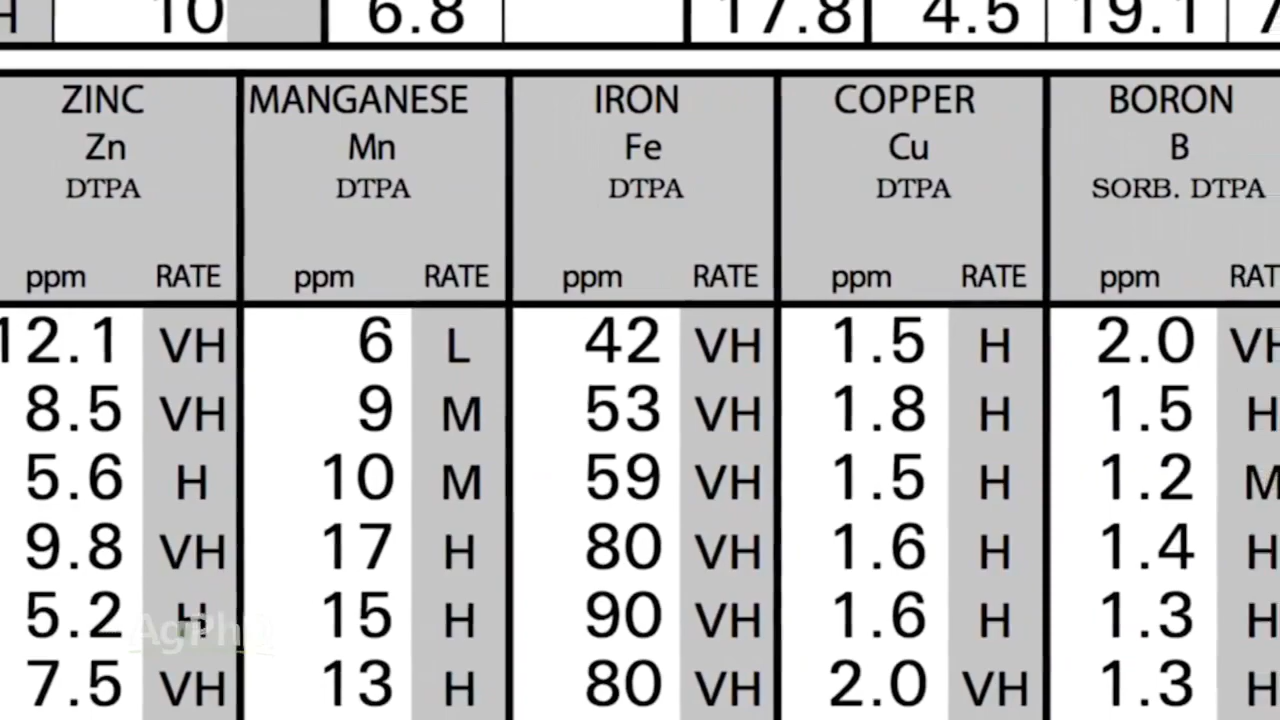 H 10 6.8 17.8 4.5 19.1 7
ZINC MANGANESE IRON COPPER BORON
Zn Mn Fe Cu B
DTPA DTPA DTPA DTPA SORB. DTPA
ppm RATE ppm RATE ppm RATE ppm RATE ppm RAT
12.1 VH 6 L 42 VH 1.5 H 2.0 VH
8.5 VH 9 M 53 VH 1.8 H 1.5 H
5.6 H 10 M 59 VH 1.5 H 1.2 M
9.8 VH 17 H 80 VH 1.6 H 1.4 H
5.2 H 15 H 90 VH 1.6 H 1.3 H
AgPhD
7.5 VH 13 H 80 VH 2.0 VH 1.3 H